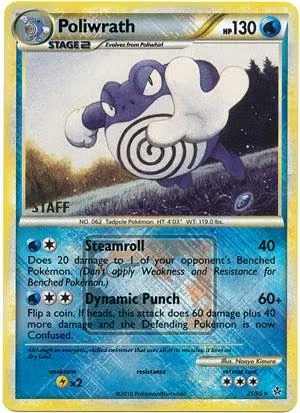 Poliwrath HP 130
STAGE 2 Evolves from Poliwhirl
STAFF
NO. 062 Tadpole Pokémon HT: 4'03" WT: 119.0 lbs.
Steamroll 40
Does 20 damage to 1 of your opponent's Benched
Pokémon. (Don't apply Weakness and Resistance for
Benched Pokémon.)
Dynamic Punch 60+
Flip a coin. If heads, this attack does 60 damage plus 40
more damage and the Defending Pokémon is now
Confused.
Although an energetic, skilled swimmer that uses all of its muscles, it lives on
dry land.
Illus. Naoyo Kimura
weakness resistance retreat cost
×2
©2010 Pokémon/Nintendo